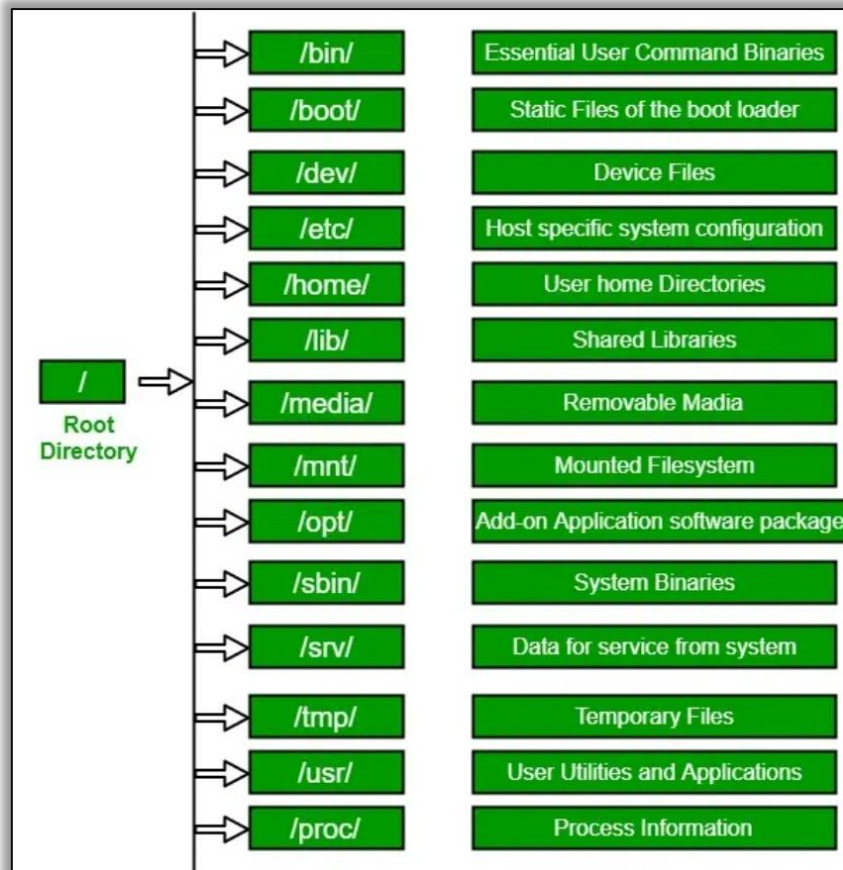 /bin/ Essential User Command Binaries
/boot/ Static Files of the boot loader
/dev/ Device Files
/etc/ Host specific system configuration
/home/ User home Directories
/lib/ Shared Libraries
/
Root
Directory
/media/ Removable Madia
/mnt/ Mounted Filesystem
/opt/ Add-on Application software package
/sbin/ System Binaries
/srv/ Data for service from system
/tmp/ Temporary Files
/usr/ User Utilities and Applications
/proc/ Process Information